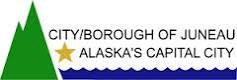 CITY/BOROUGH OF JUNEAU
ALASKA'S CAPITAL CITY